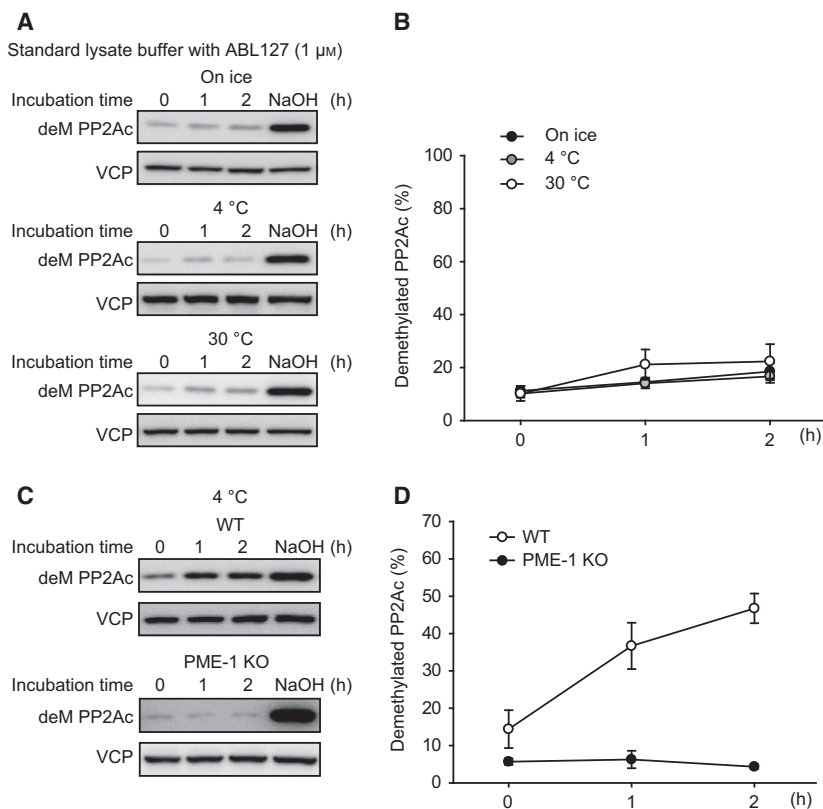 A
Standard lysate buffer with ABL127 (1 μM)
On ice
Incubation time 0 1 2 NaOH (h)
deM PP2Ac
VCP
4 °C
Incubation time 0 1 2 NaOH (h)
deM PP2Ac
VCP
30 °C
Incubation time 0 1 2 NaOH (h)
deM PP2Ac
VCP
B
On ice
4 °C
30 °C
Demethylated PP2Ac (%)
100
80
60
40
20
0
0 1 2 (h)
C
4 °C
WT
Incubation time 0 1 2 NaOH (h)
deM PP2Ac
VCP
PME-1 KO
Incubation time 0 1 2 NaOH (h)
deM PP2Ac
VCP
D
WT
PME-1 KO
Demethylated PP2Ac (%)
70
60
50
40
30
20
10
0
0 1 2 (h)